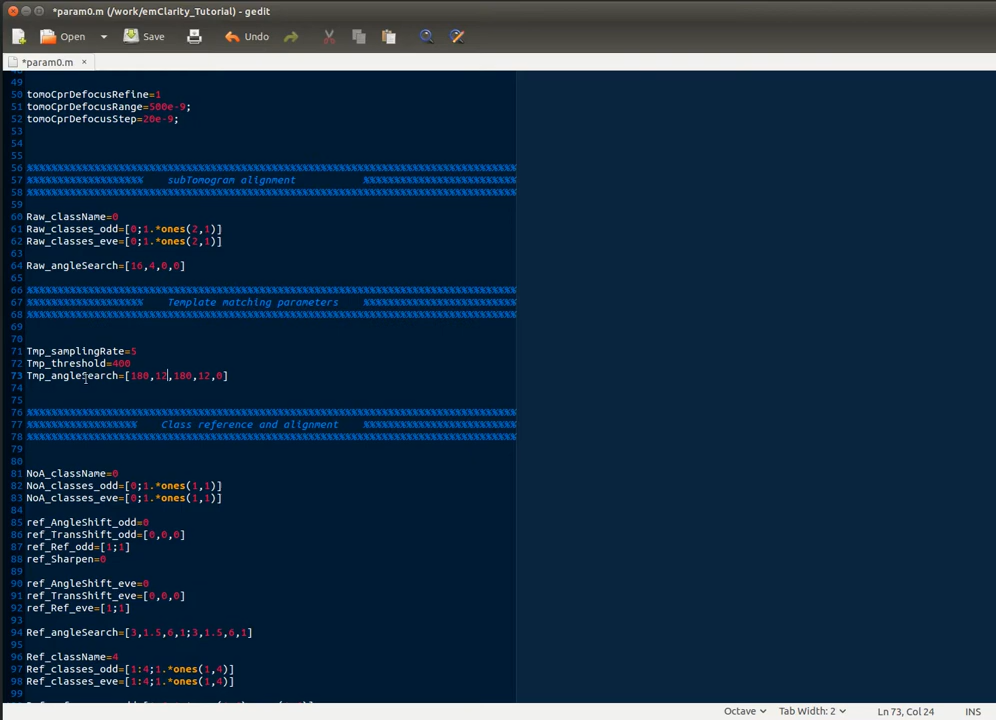 *param0.m (/work/emClarity_Tutorial) - gedit
Open Save Undo
*param0.m ×
49
50 tomoCprDefocusRefine=1
51 tomoCprDefocusRange=500e-9;
52 tomoCprDefocusStep=20e-9;
53
54
55
56 %%%%%%%%%%%%%%%%%%%%%%%%%%%%%%%%%%%%%%%%%%%%%%%%%%%%%%%%%%%%%%%%%%%%%%%%%%%%%%%%%%
57 %%%%%%%%%%%%%%%%%%%    subTomogram alignment           %%%%%%%%%%%%%%%%%%%%%%%%%
58 %%%%%%%%%%%%%%%%%%%%%%%%%%%%%%%%%%%%%%%%%%%%%%%%%%%%%%%%%%%%%%%%%%%%%%%%%%%%%%%%%%
59
60 Raw_className=0
61 Raw_classes_odd=[0;1.*ones(2,1)]
62 Raw_classes_eve=[0;1.*ones(2,1)]
63
64 Raw_angleSearch=[16,4,0,0]
65
66 %%%%%%%%%%%%%%%%%%%%%%%%%%%%%%%%%%%%%%%%%%%%%%%%%%%%%%%%%%%%%%%%%%%%%%%%%%%%%%%%%%
67 %%%%%%%%%%%%%%%%%%%    Template matching parameters    %%%%%%%%%%%%%%%%%%%%%%%%%
68 %%%%%%%%%%%%%%%%%%%%%%%%%%%%%%%%%%%%%%%%%%%%%%%%%%%%%%%%%%%%%%%%%%%%%%%%%%%%%%%%%%
69
70
71 Tmp_samplingRate=5
72 Tmp_threshold=400
73 Tmp_angleSearch=[180,12,180,12,0]
74
75
76 %%%%%%%%%%%%%%%%%%%%%%%%%%%%%%%%%%%%%%%%%%%%%%%%%%%%%%%%%%%%%%%%%%%%%%%%%%%%%%%%%%
77 %%%%%%%%%%%%%%%%%%    Class reference and alignment    %%%%%%%%%%%%%%%%%%%%%%%%%
78 %%%%%%%%%%%%%%%%%%%%%%%%%%%%%%%%%%%%%%%%%%%%%%%%%%%%%%%%%%%%%%%%%%%%%%%%%%%%%%%%%%
79
80
81 NoA_className=0
82 NoA_classes_odd=[0;1.*ones(1,1)]
83 NoA_classes_eve=[0;1.*ones(1,1)]
84
85 ref_AngleShift_odd=0
86 ref_TransShift_odd=[0,0,0]
87 ref_Ref_odd=[1;1]
88 ref_Sharpen=0
89
90 ref_AngleShift_eve=0
91 ref_TransShift_eve=[0,0,0]
92 ref_Ref_eve=[1;1]
93
94 Ref_angleSearch=[3,1.5,6,1;3,1.5,6,1]
95
96 Ref_className=4
97 Ref_classes_odd=[1:4;1.*ones(1,4)]
98 Ref_classes_eve=[1:4;1.*ones(1,4)]
99
Octave Tab Width: 2 Ln 73, Col 24 INS